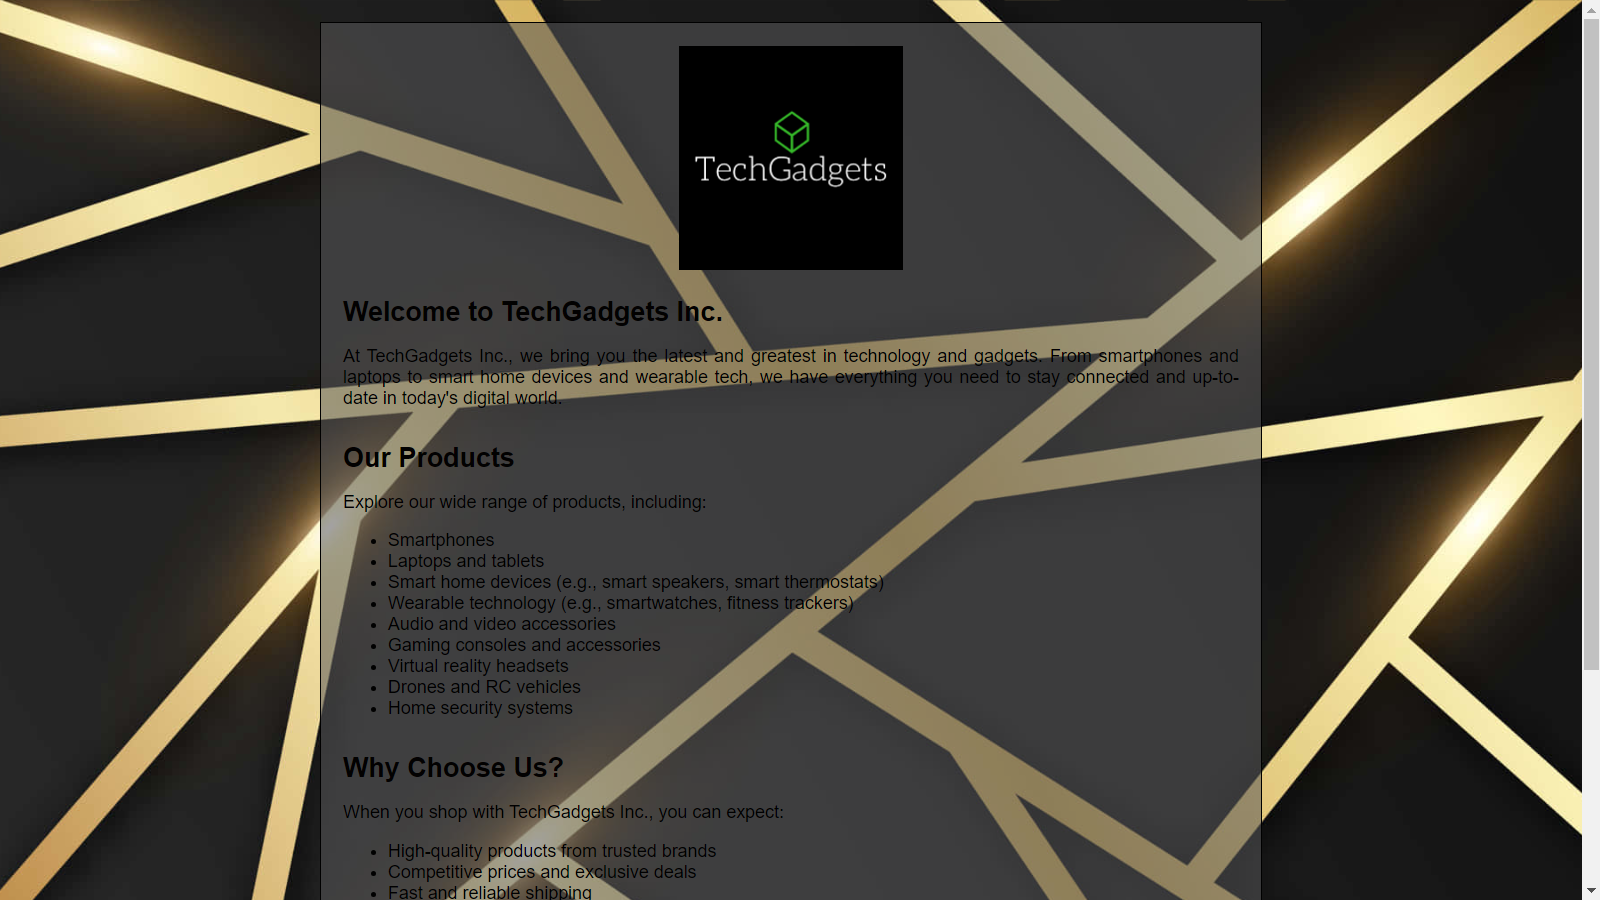 TechGadgets
Welcome to TechGadgets Inc.
At TechGadgets Inc., we bring you the latest and greatest in technology and gadgets. From smartphones and
laptops to smart home devices and wearable tech, we have everything you need to stay connected and up-to-
date in today's digital world.
Our Products
Explore our wide range of products, including:
• Smartphones
• Laptops and tablets
• Smart home devices (e.g., smart speakers, smart thermostats)
• Wearable technology (e.g., smartwatches, fitness trackers)
• Audio and video accessories
• Gaming consoles and accessories
• Virtual reality headsets
• Drones and RC vehicles
• Home security systems
Why Choose Us?
When you shop with TechGadgets Inc., you can expect:
• High-quality products from trusted brands
• Competitive prices and exclusive deals
• Fast and reliable shipping